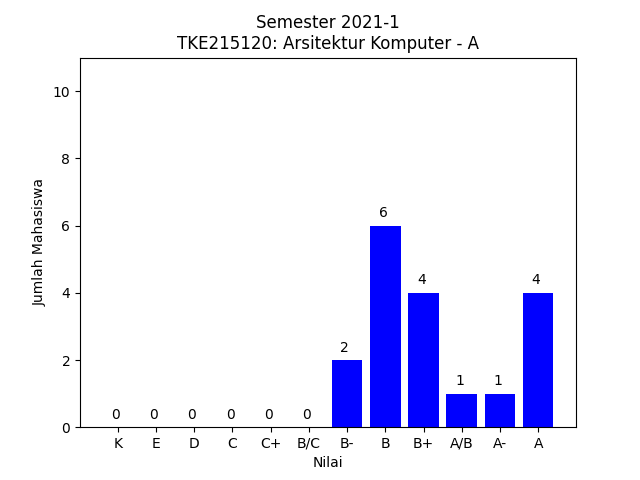 Semester 2021-1
TKE215120: Arsitektur Komputer - A
Jumlah Mahasiswa
10
8
6
4
2
0
0 0 0 0 0 0 2 6 4 1 1 4
K E D C C+ B/C B- B B+ A/B A- A
Nilai